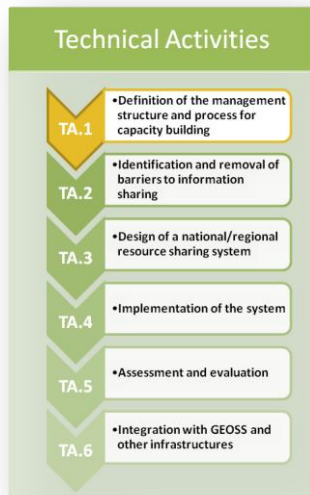 Technical Activities
TA.1
•Definition of the management
structure and process for
capacity building
TA.2
•Identification and removal of
barriers to information
sharing
TA.3
•Design of a national/regional
resource sharing system
TA.4
•Implementation of the system
TA.5
•Assessment and evaluation
TA.6
•Integration with GEOSS and
other infrastructures